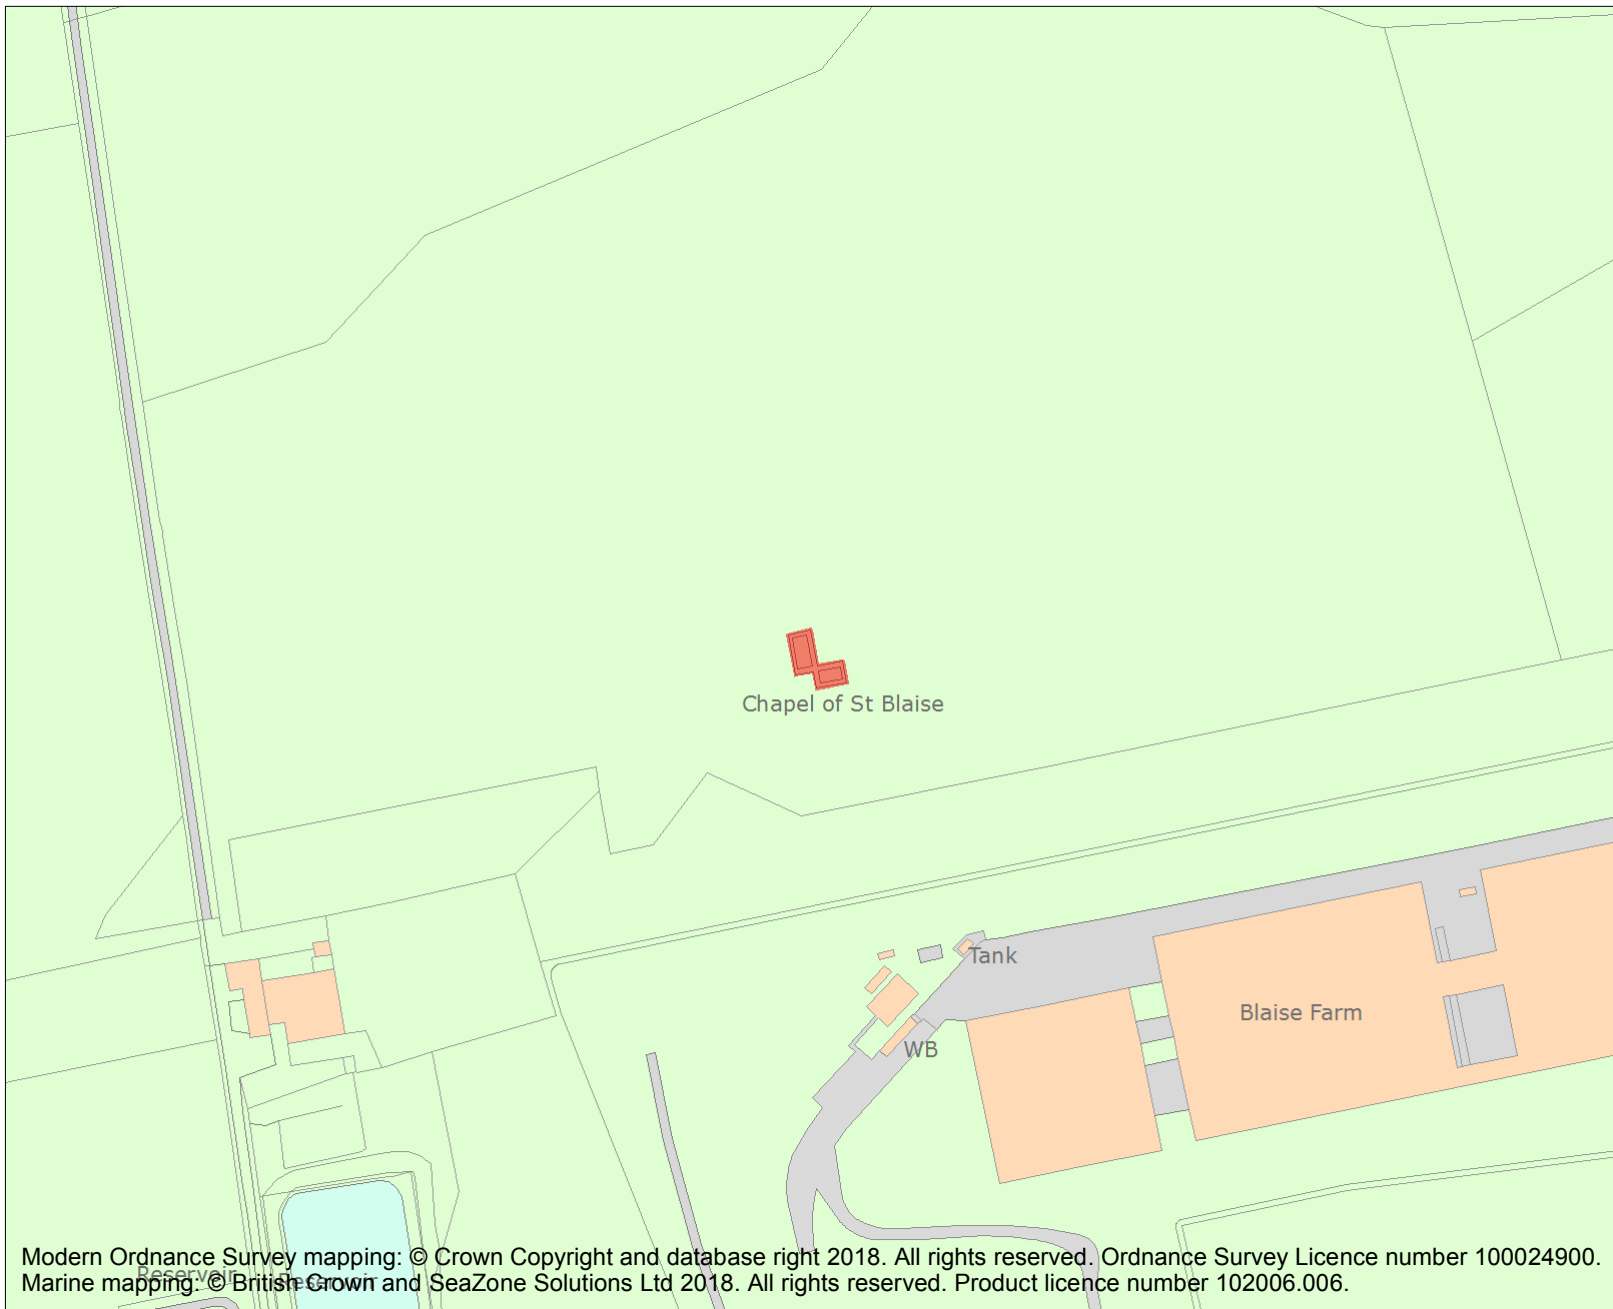 Chapel of St Blaise
Tank
Blaise Farm
WB
Modern Ordnance Survey mapping: © Crown Copyright and database right 2018. All rights reserved. Ordnance Survey Licence number 100024900.
Reservoir
Reservoir
Marine mapping: © British Crown and SeaZone Solutions Ltd 2018. All rights reserved. Product licence number 102006.006.